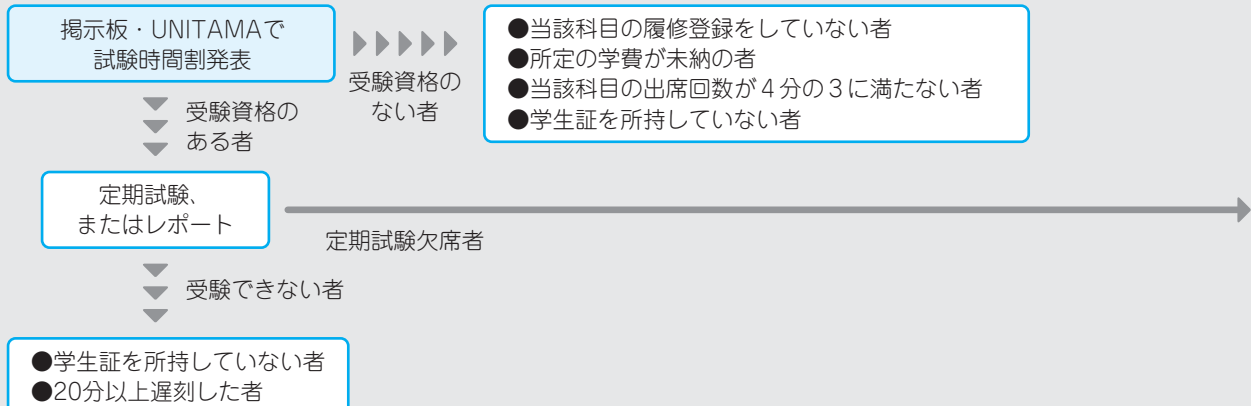 掲示板・UNITAMAで
試験時間割発表
受験資格の
ない者
●当該科目の履修登録をしていない者
●所定の学費が未納の者
●当該科目の出席回数が４分の３に満たない者
●学生証を所持していない者
受験資格の
ある者
定期試験、
またはレポート
定期試験欠席者
受験できない者
●学生証を所持していない者
●20分以上遅刻した者